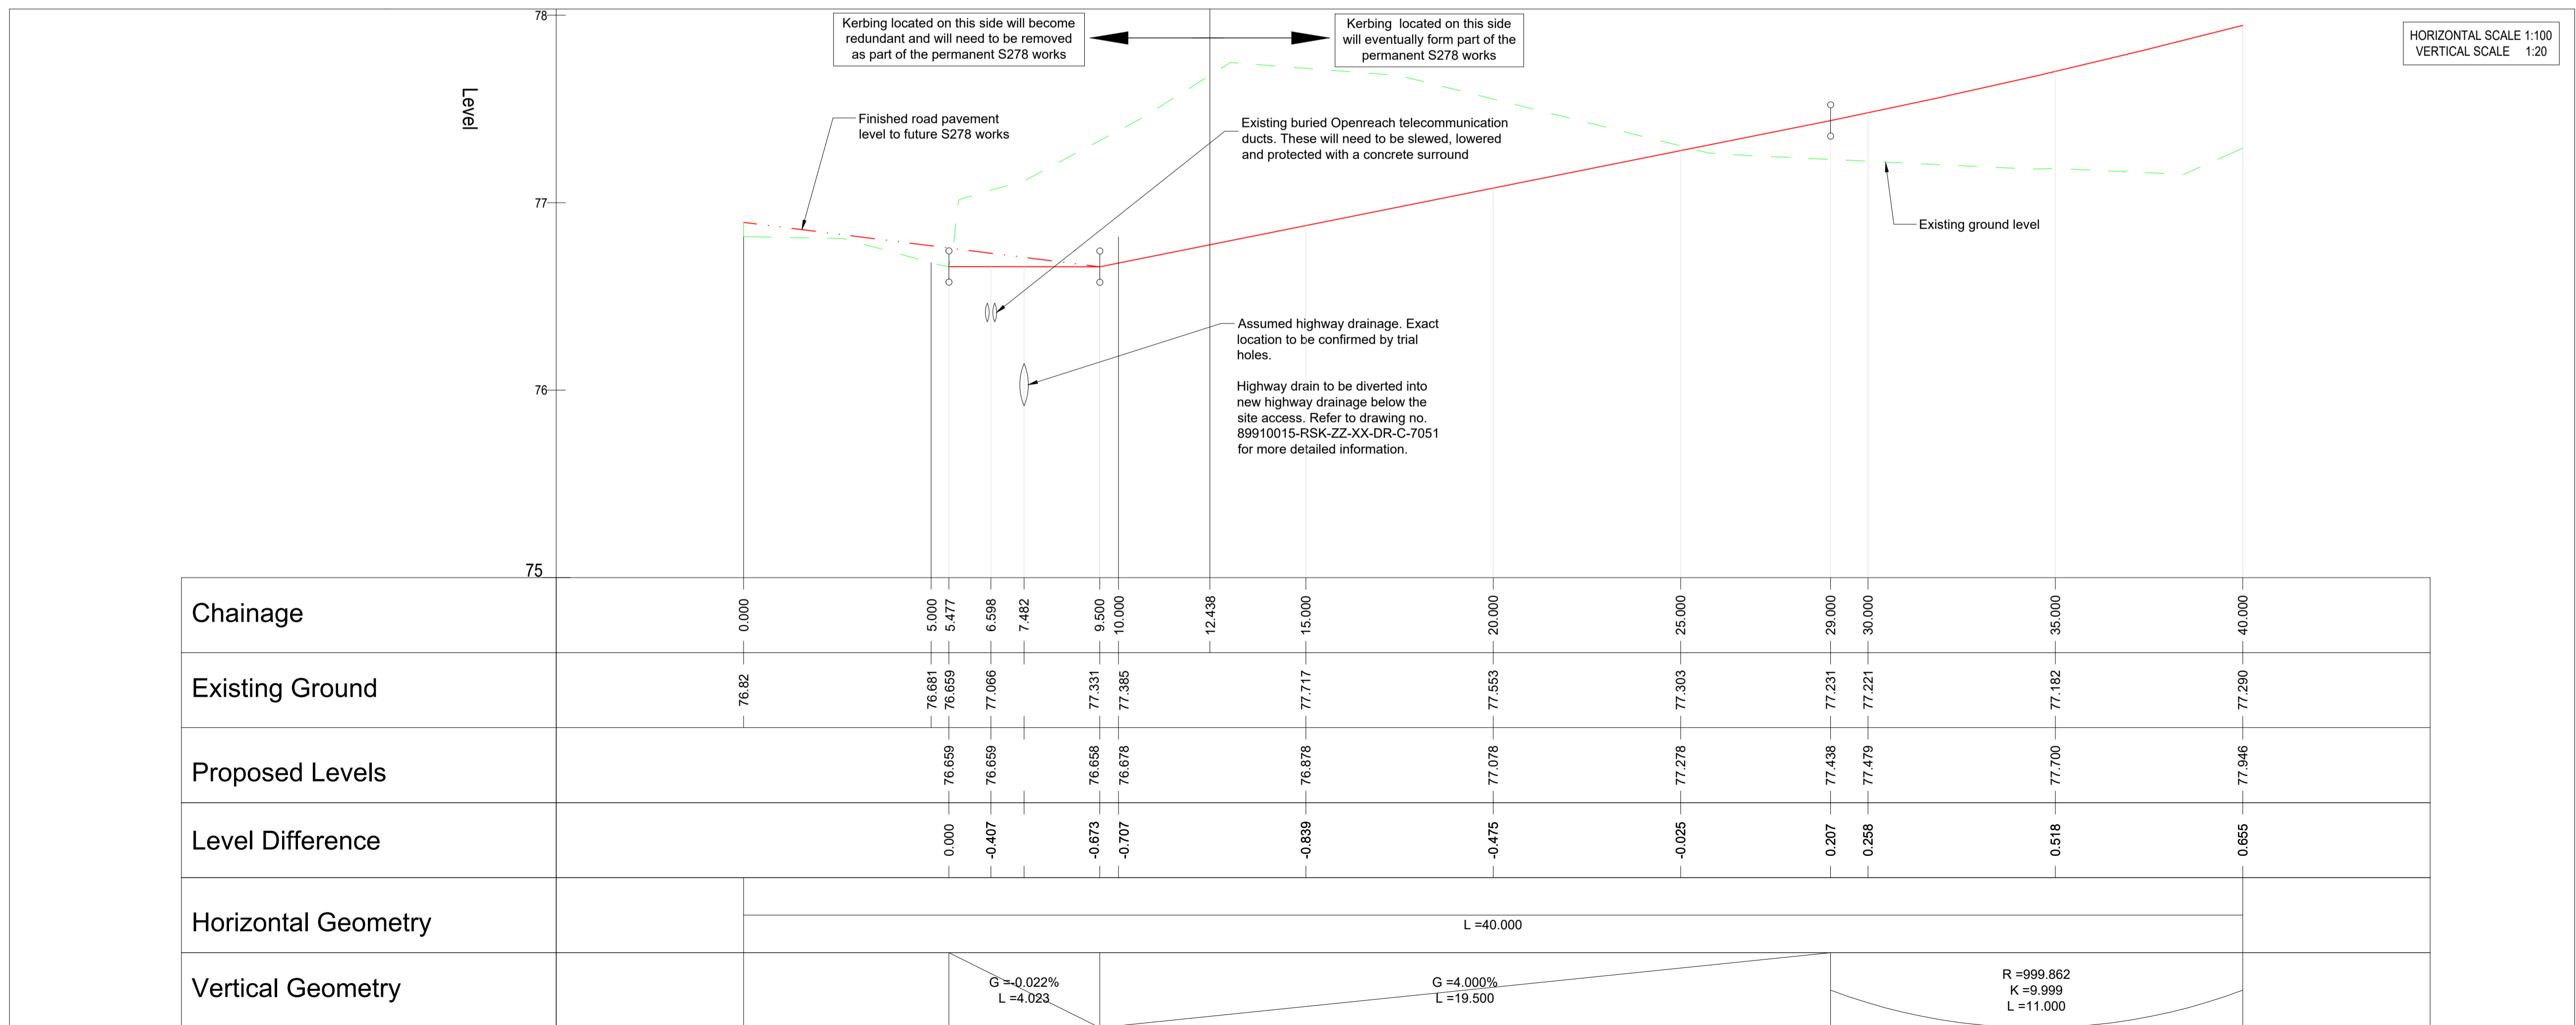 78
Kerbing located on this side will become
redundant and will need to be removed
as part of the permanent S278 works
Kerbing located on this side
will eventually form part of the
permanent S278 works
HORIZONTAL SCALE 1:100
VERTICAL SCALE 1:20
Level
Finished road pavement
level to future S278 works
Existing buried Openreach telecommunication
ducts. These will need to be slewed, lowered
and protected with a concrete surround
77
Existing ground level
Assumed highway drainage. Exact
location to be confirmed by trial
holes.
Highway drain to be diverted into
new highway drainage below the
site access. Refer to drawing no.
89910015-RSK-ZZ-XX-DR-C-7051
for more detailed information.
76
75
Chainage
0.000
5.000
5.477
6.598
7.482
9.500
10.000
12.438
15.000
20.000
25.000
29.000
30.000
35.000
40.000
Existing Ground
76.82
76.681
76.659
77.066
77.331
77.385
77.717
77.553
77.303
77.231
77.221
77.182
77.290
Proposed Levels
76.659
76.659
76.658
76.678
76.878
77.078
77.278
77.438
77.479
77.700
77.946
Level Difference
0.000
-0.407
-0.673
-0.707
-0.839
-0.475
-0.025
0.207
0.258
0.518
0.655
Horizontal Geometry
L =40.000
Vertical Geometry
G =-0.022%
L =4.023
G =4.000%
L =19.500
R =999.862
K =9.999
L =11.000